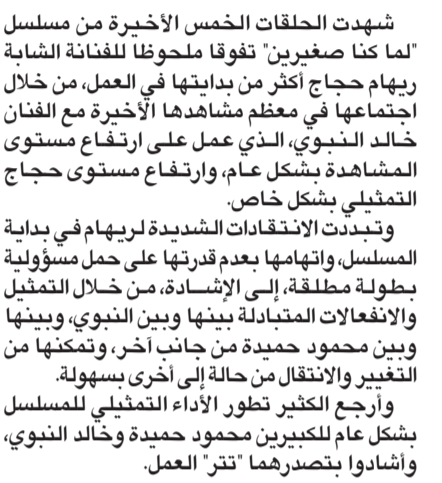 شهدت الحلقات الخمس الأخيرة من مسلسل
"لما كنا صغيرين" تفوقا ملحوظا للفنانة الشابة
ريهام حجاج أكثر من بدايتها في العمل، من خلال
اجتماعها في معظم مشاهدها الأخيرة مع الفنان
خالد النبوي، الذي عمل على ارتفاع مستوى
المشاهدة بشكل عام، وارتفاع مستوى حجاج
التمثيلي بشكل خاص.
وتبددت الانتقادات الشديدة لريهام في بداية
المسلسل، واتهامها بعدم قدرتها على حمل مسؤولية
بطولة مطلقة، إلى الإشادة، من خلال التمثيل
والانفعالات المتبادلة بينها وبين النبوي، وبينها
وبين محمود حميدة من جانب آخر، وتمكنها من
التغيير والانتقال من حالة إلى أخرى بسهولة.
وأرجع الكثير تطور الأداء التمثيلي للمسلسل
بشكل عام للكبيرين محمود حميدة وخالد النبوي،
وأشادوا بتصدرهما "تتر" العمل.